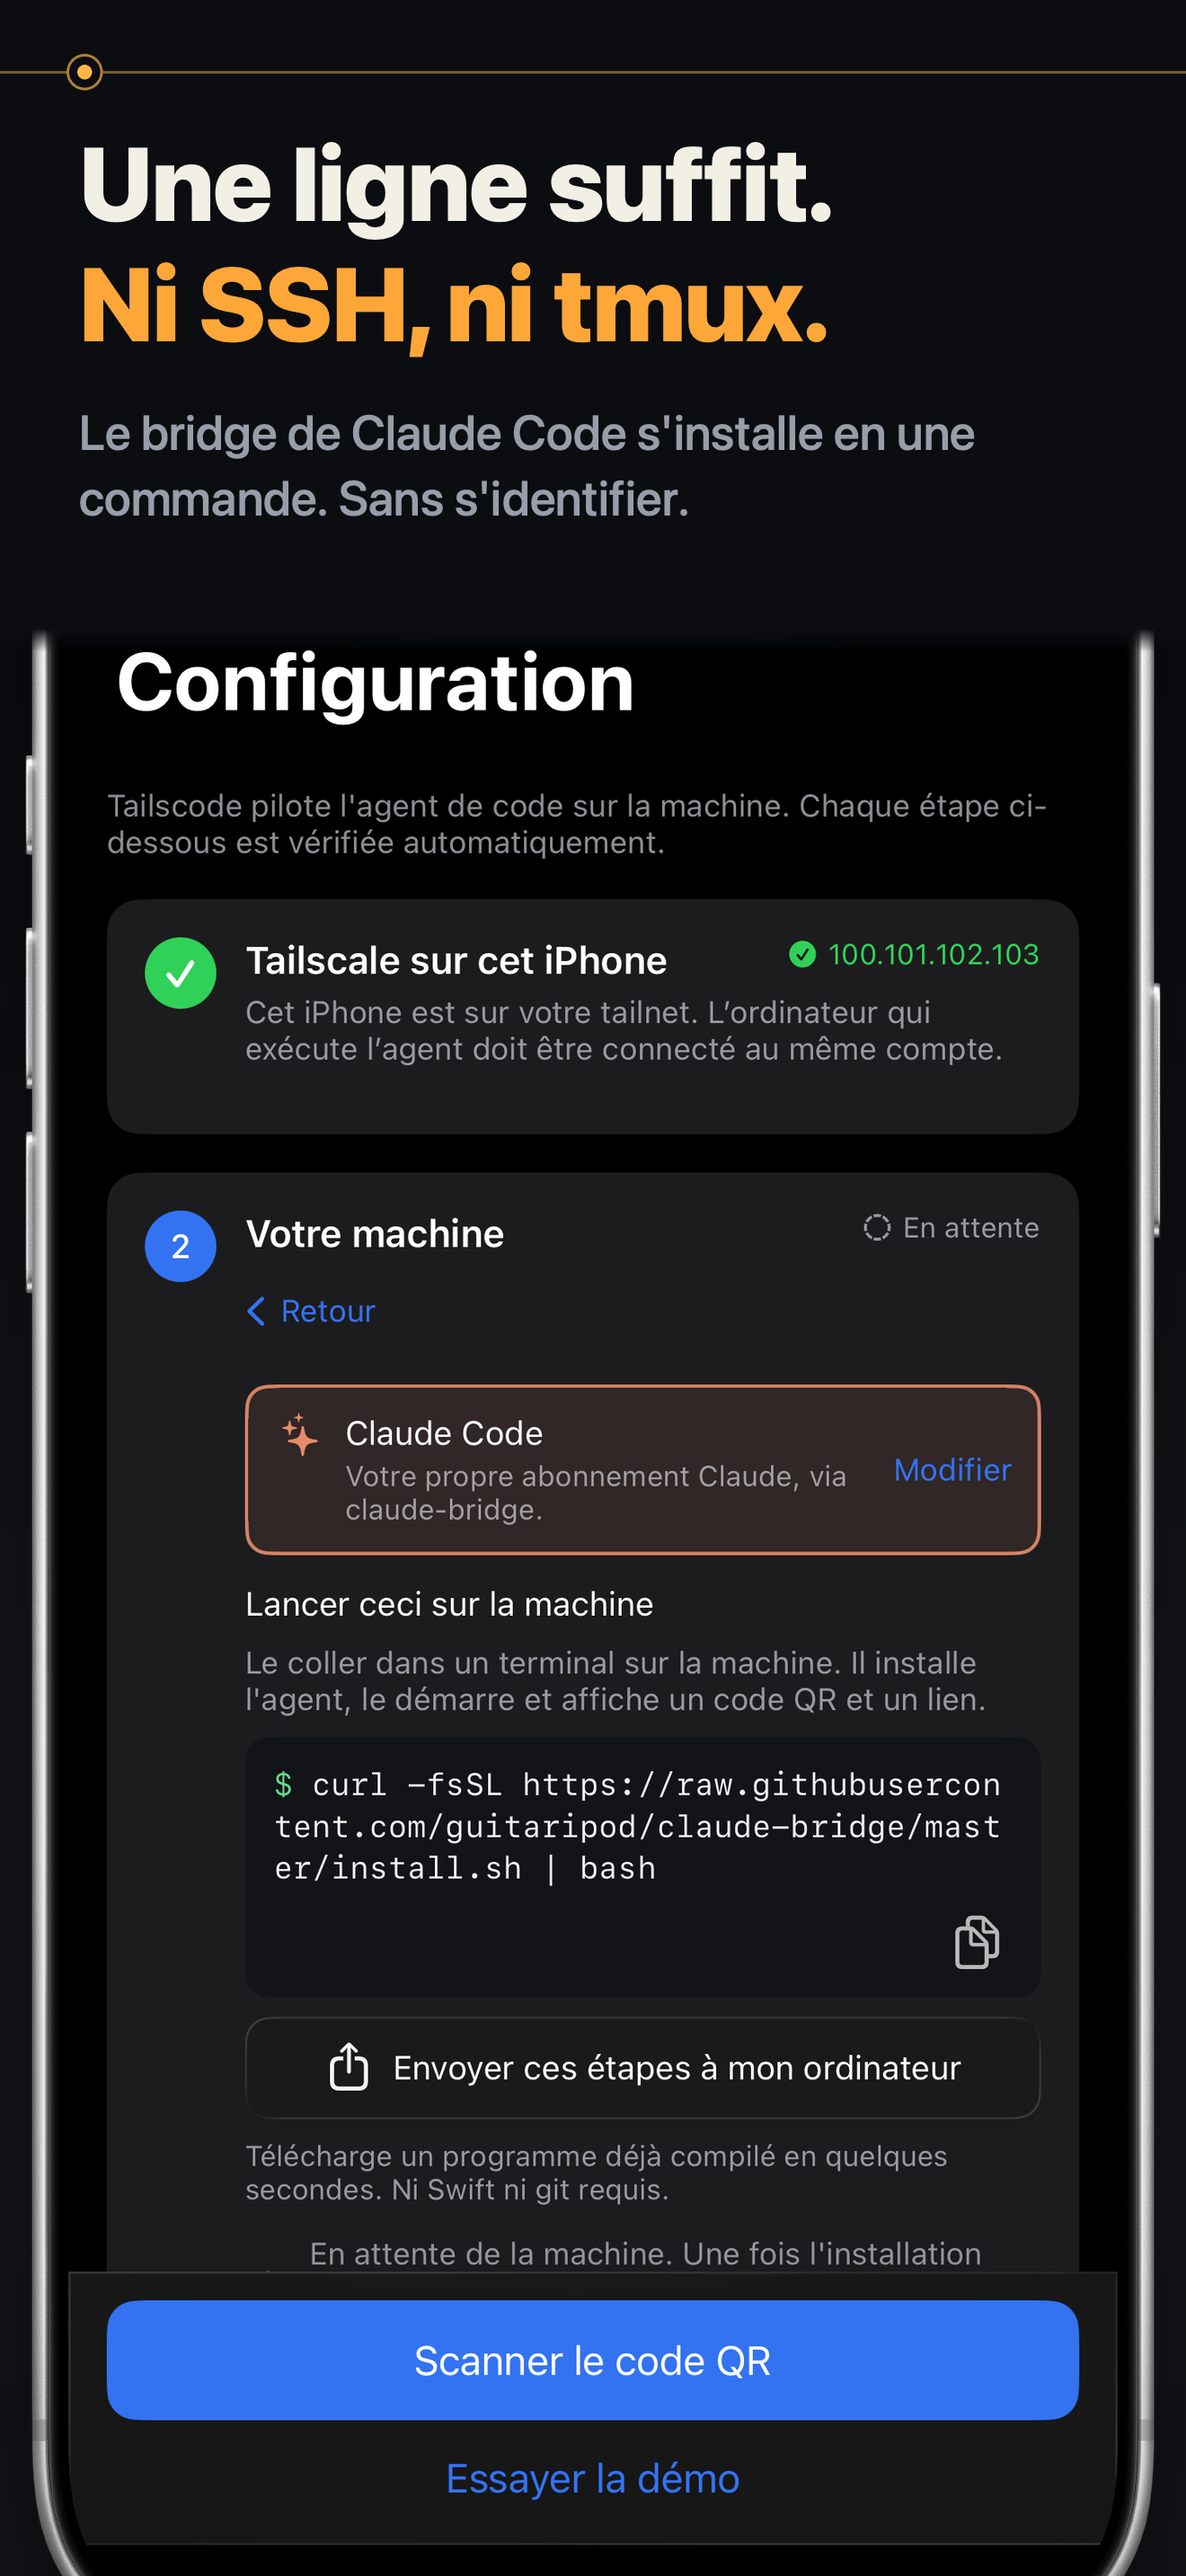 Une ligne suffit.
Ni SSH, ni tmux.
Le bridge de Claude Code s'installe en une
commande. Sans s'identifier.
Configuration
Tailscode pilote l'agent de code sur la machine. Chaque étape ci-
dessous est vérifiée automatiquement.
Tailscale sur cet iPhone
100.101.102.103
Cet iPhone est sur votre tailnet. L’ordinateur qui
exécute l’agent doit être connecté au même compte.
2
Votre machine
En attente
Retour
Claude Code
Votre propre abonnement Claude, via
claude-bridge.
Modifier
Lancer ceci sur la machine
Le coller dans un terminal sur la machine. Il installe
l'agent, le démarre et affiche un code QR et un lien.
$ curl -fsSL https://raw.githubusercon
tent.com/guitaripod/claude-bridge/mast
er/install.sh | bash
Envoyer ces étapes à mon ordinateur
Télécharge un programme déjà compilé en quelques
secondes. Ni Swift ni git requis.
En attente de la machine. Une fois l'installation
Scanner le code QR
Essayer la démo